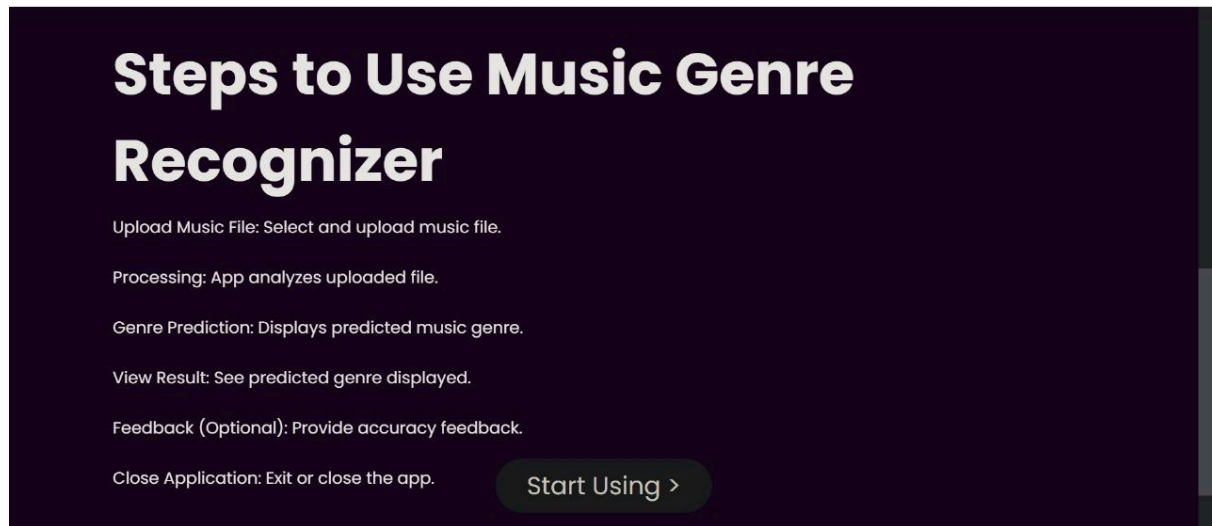 Steps to Use Music Genre
Recognizer
Upload Music File: Select and upload music file.
Processing: App analyzes uploaded file.
Genre Prediction: Displays predicted music genre.
View Result: See predicted genre displayed.
Feedback (Optional): Provide accuracy feedback.
Close Application: Exit or close the app.
Start Using >